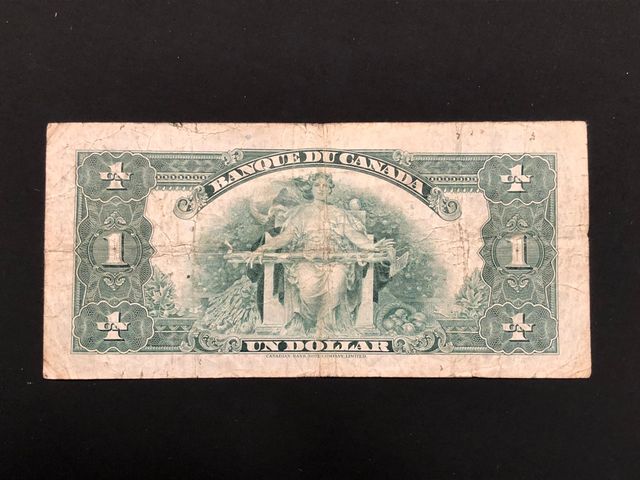 BANQUE DU CANADA
1 UN
1 UN
1
1
1 UN
1 UN
UN DOLLAR
CANADIAN BANK NOTE COMPANY, LIMITED.